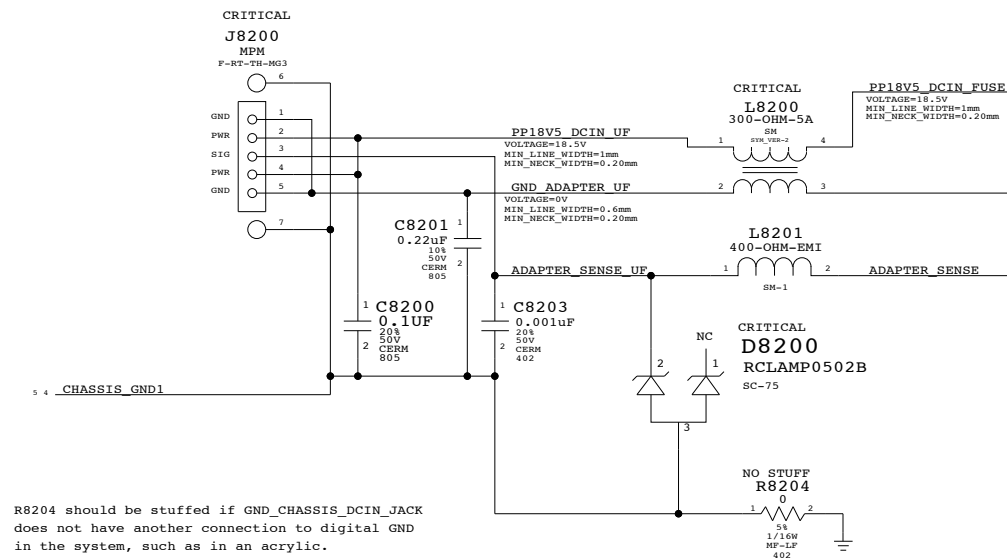 CRITICAL
J8200
MPM
F-RT-TH-MG3
6
GND
1
PWR
2
SIG
3
PWR
4
GND
5
7
PP18V5_DCIN_UF
VOLTAGE=18.5V
MIN_LINE_WIDTH=1mm
MIN_NECK_WIDTH=0.20mm
GND_ADAPTER_UF
VOLTAGE=0V
MIN_LINE_WIDTH=0.6mm
MIN_NECK_WIDTH=0.20mm
CRITICAL
L8200
300-OHM-5A
SM
SYM_VER-2
1
4
2
3
PP18V5_DCIN_FUSE
VOLTAGE=18.5V
MIN_LINE_WIDTH=1mm
MIN_NECK_WIDTH=0.20mm
C8201
1
0.22uF
10%
50V
CERM
805
2
L8201
400-OHM-EMI
ADAPTER_SENSE_UF
1
2
ADAPTER_SENSE
SM-1
1
C8200
0.1UF
20%
50V
CERM
805
2
1
C8203
0.001uF
20%
50V
CERM
402
2
CRITICAL
D8200
RCLAMP0502B
SC-75
NC
2
1
3
5 4 CHASSIS_GND1
NO STUFF
R8204
0
1
2
5%
1/16W
MF-LF
402
R8204 should be stuffed if GND_CHASSIS_DCIN_JACK
does not have another connection to digital GND
in the system, such as in an acrylic.